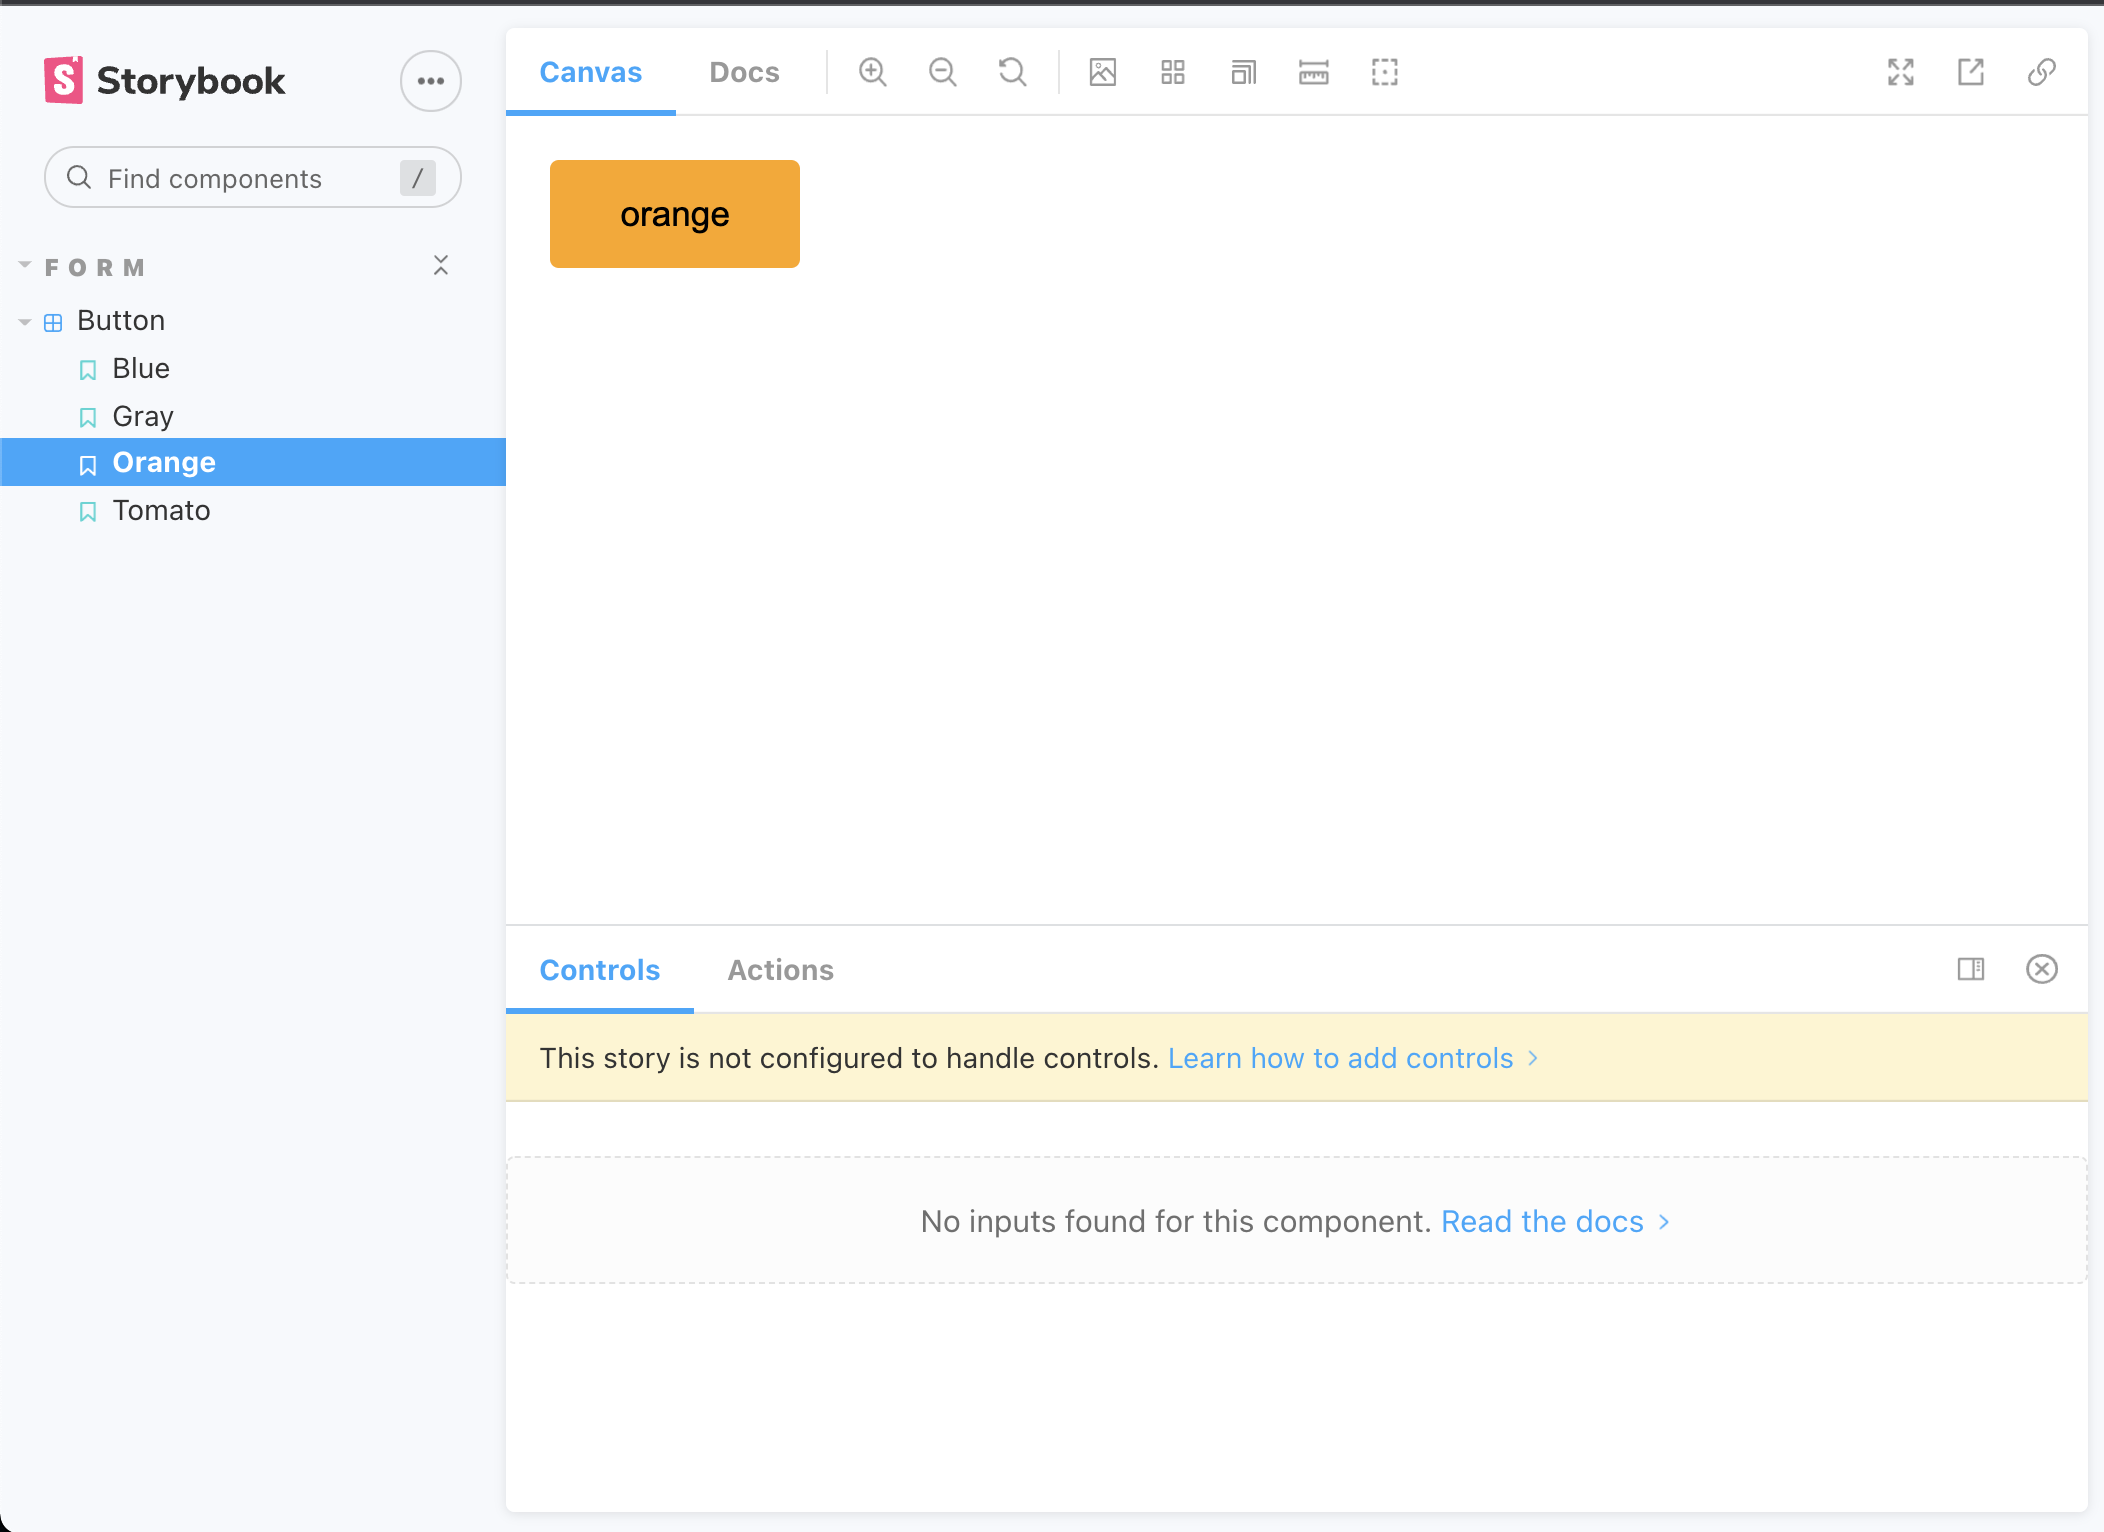 Storybook
Find components /
FORM
Button
Blue
Gray
Orange
Tomato
Canvas Docs
orange
Controls Actions
This story is not configured to handle controls. Learn how to add controls
No inputs found for this component. Read the docs